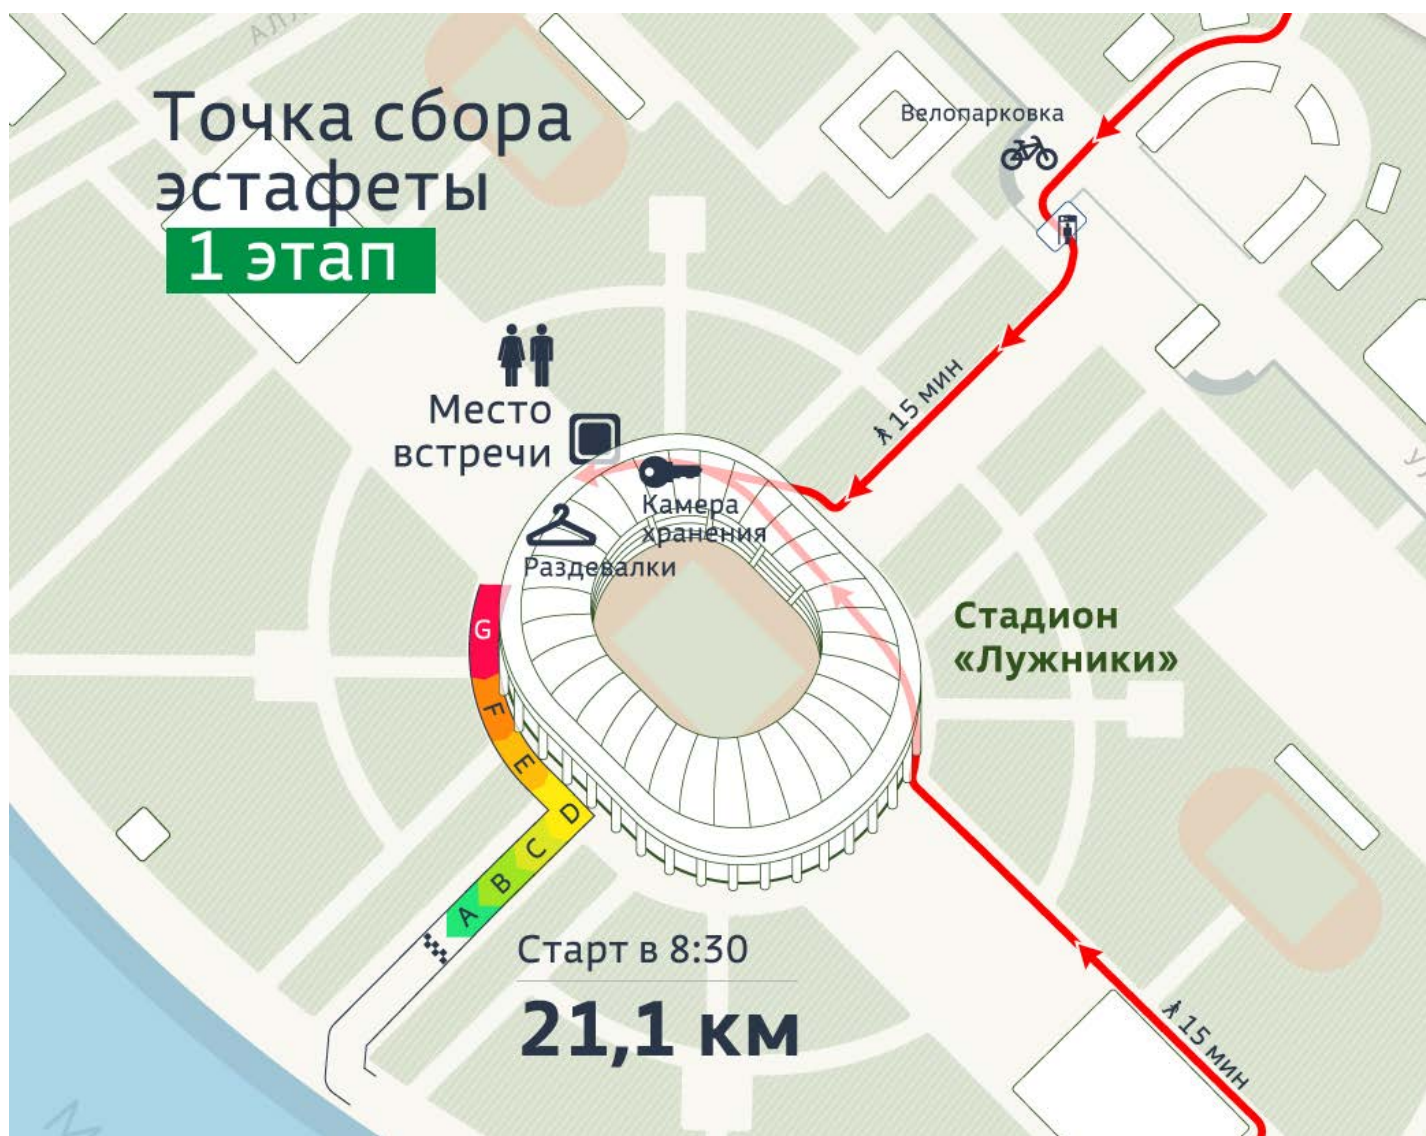 Точка сбора
эстафеты
1 этап
Велопарковка
15 мин
Место
встречи
Камера
хранения
Раздевалки
Стадион
«Лужники»
G
F
E
D
C
B
A
Старт в 8:30
21,1 км
15 мин